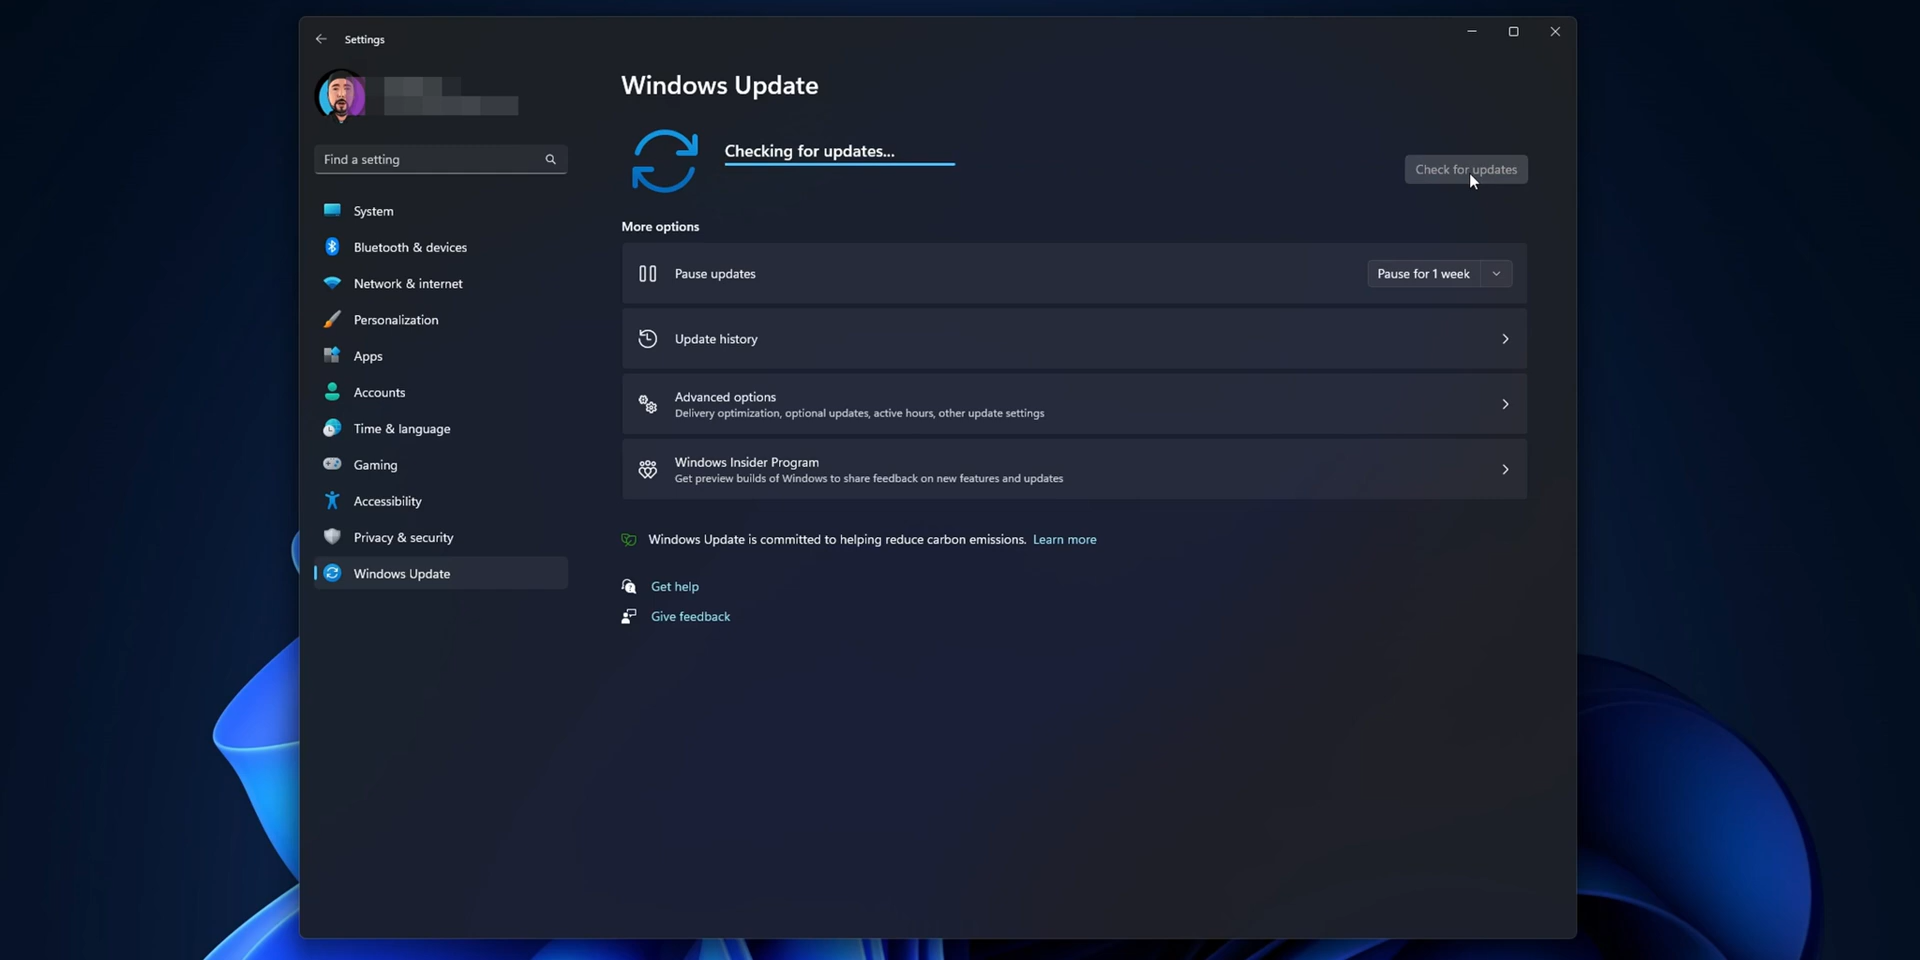 Settings
Windows Update
Find a setting
Checking for updates...
Check for updates
System
Bluetooth & devices
Network & internet
Personalization
Apps
Accounts
Time & language
Gaming
Accessibility
Privacy & security
Windows Update
More options
Pause updates
Pause for 1 week
Update history
Advanced options
Delivery optimization, optional updates, active hours, other update settings
Windows Insider Program
Get preview builds of Windows to share feedback on new features and updates
Windows Update is committed to helping reduce carbon emissions. Learn more
Get help
Give feedback